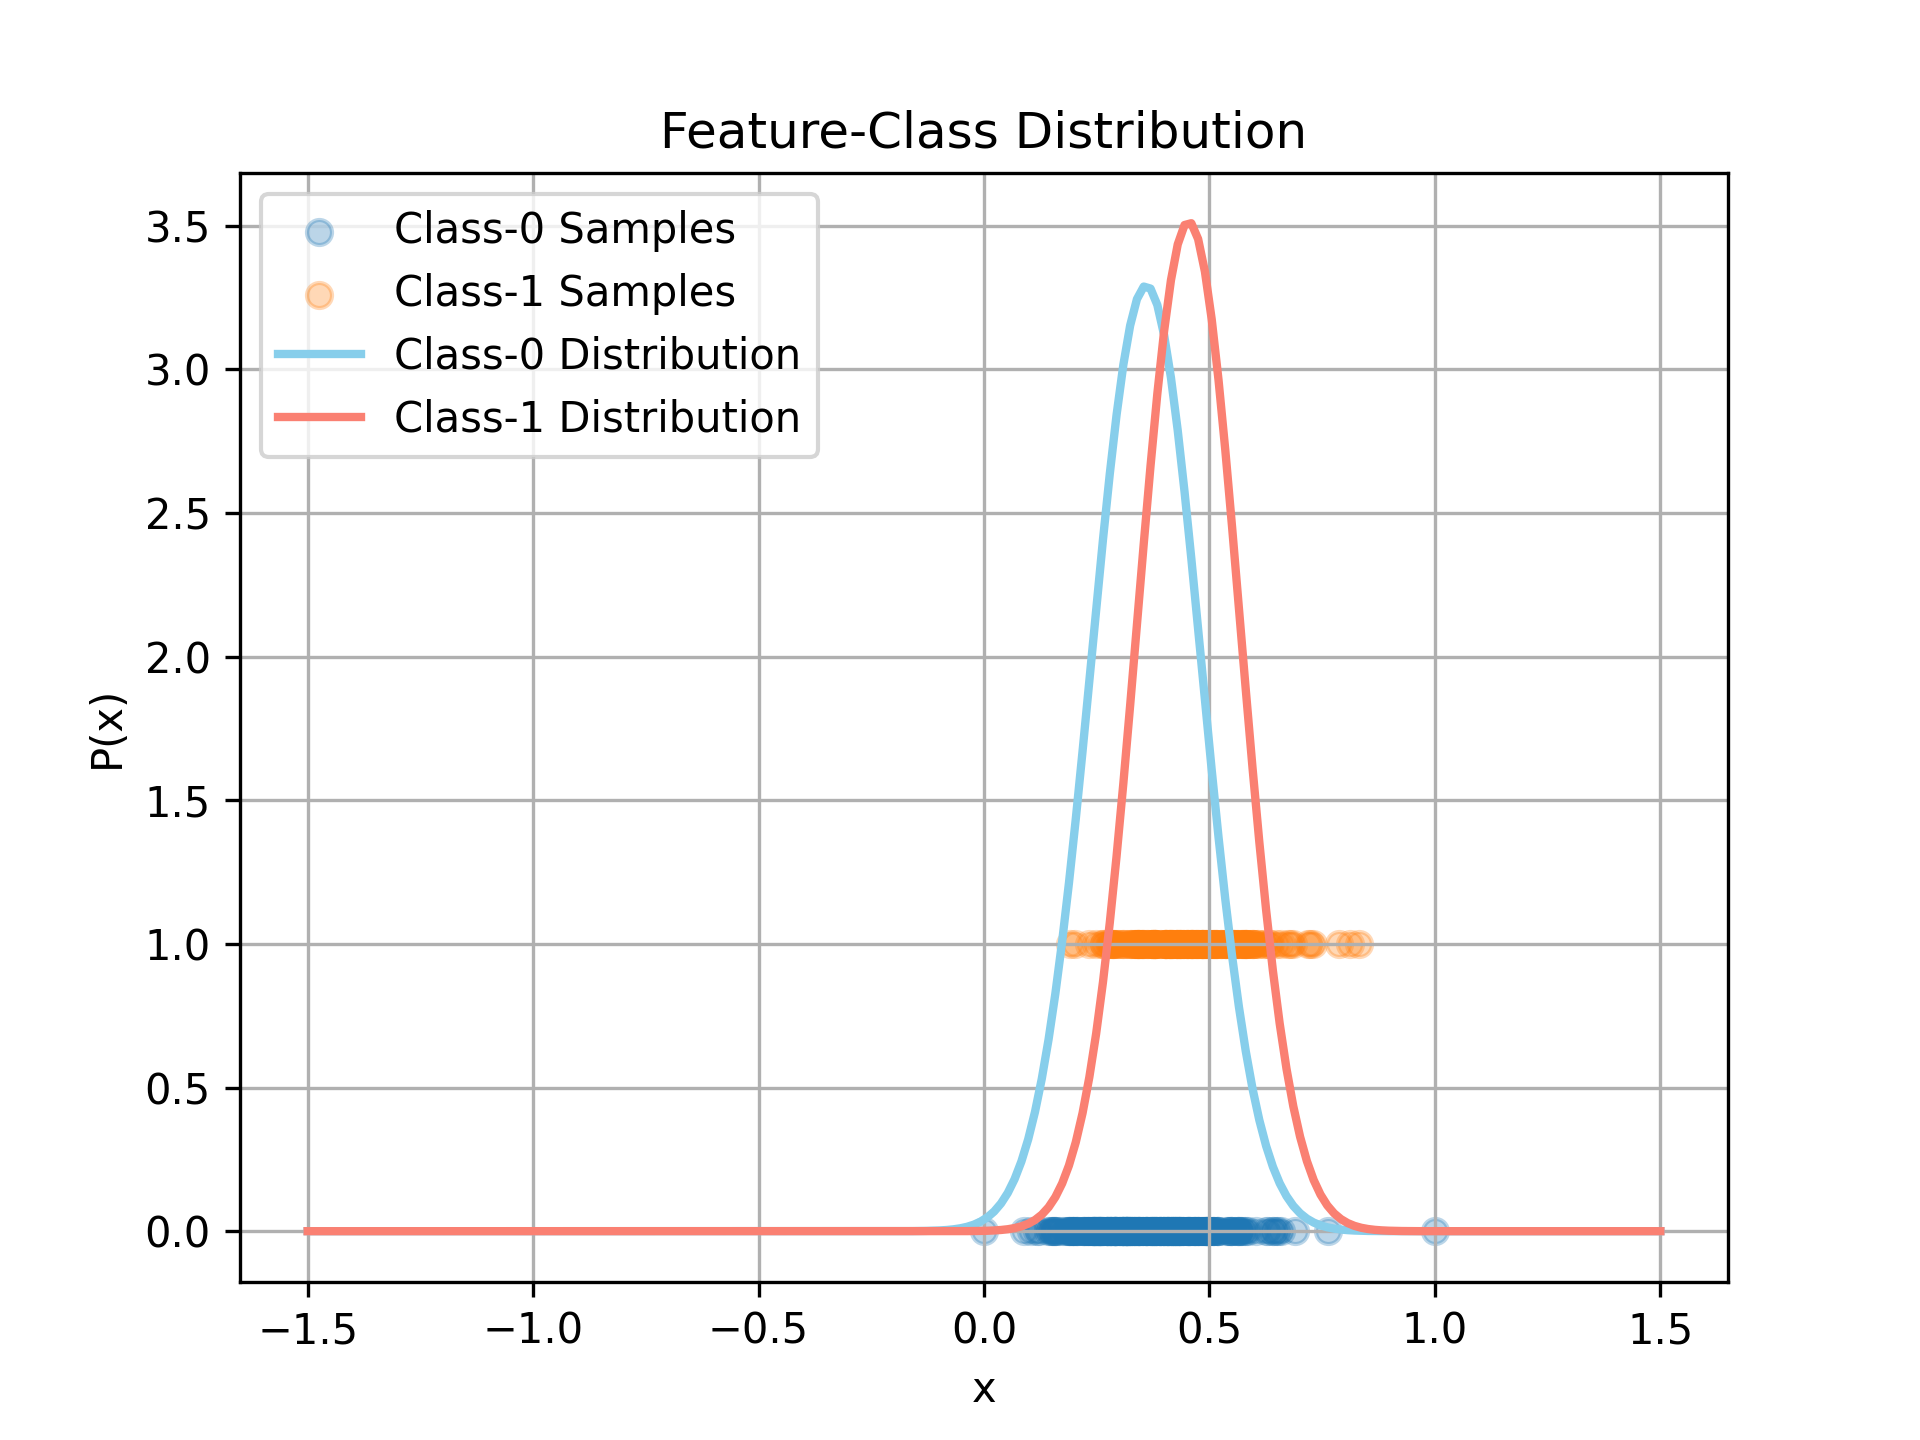 Feature-Class Distribution
Class-0 Samples
Class-1 Samples
Class-0 Distribution
Class-1 Distribution
P(x)
3.5
3.0
2.5
2.0
1.5
1.0
0.5
0.0
−1.5 −1.0 −0.5 0.0 0.5 1.0 1.5
x